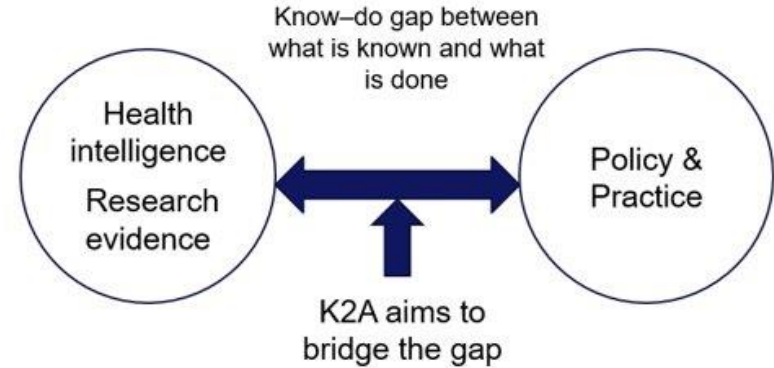 Know–do gap between
what is known and what
is done
Health
intelligence
Research
evidence
Policy &
Practice
K2A aims to
bridge the gap